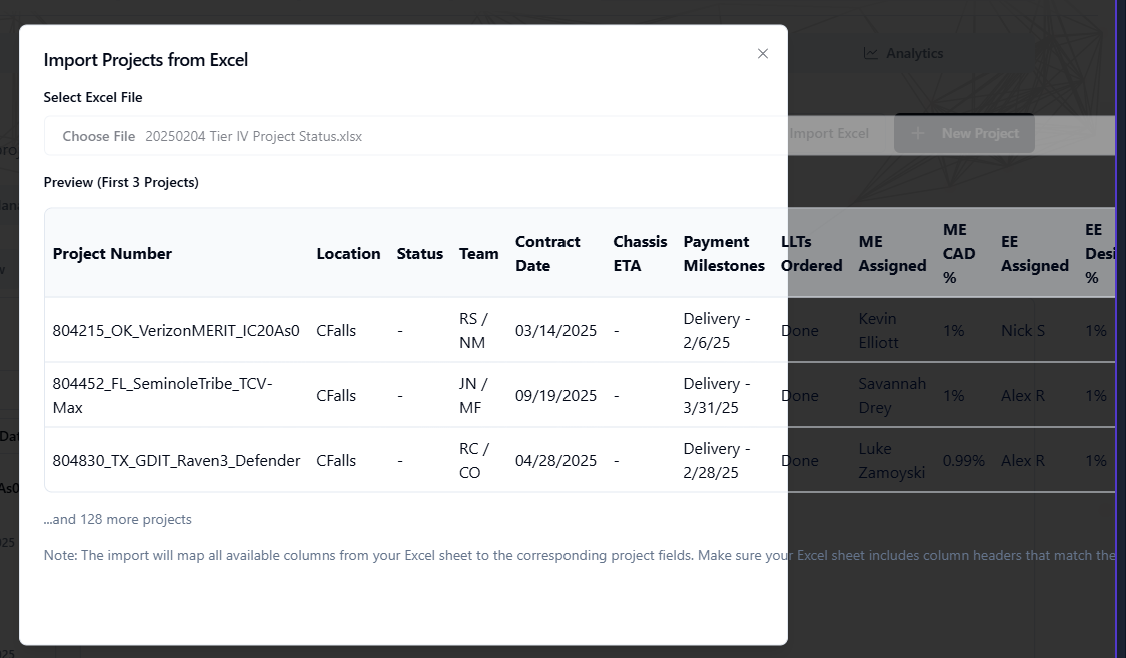 Import Projects from Excel
Analytics
Select Excel File
Choose File 20250204 Tier IV Project Status.xlsx
Import Excel
+ New Project
Preview (First 3 Projects)
Project Number Location Status Team Contract Date Chassis ETA Payment Milestones LLTs Ordered ME Assigned ME CAD % EE Assigned EE Desi %
804215_OK_VerizonMERIT_IC20As0 CFalls - RS / NM 03/14/2025 - Delivery - 2/6/25 Done Kevin Elliott 1% Nick S 1%
804452_FL_SeminoleTribe_TCV-Max CFalls - JN / MF 09/19/2025 - Delivery - 3/31/25 Done Savannah Drey 1% Alex R 1%
804830_TX_GDIT_Raven3_Defender CFalls - RC / CO 04/28/2025 - Delivery - 2/28/25 Done Luke Zamoyski 0.99% Alex R 1%
...and 128 more projects
Note: The import will map all available columns from your Excel sheet to the corresponding project fields. Make sure your Excel sheet includes column headers that match the